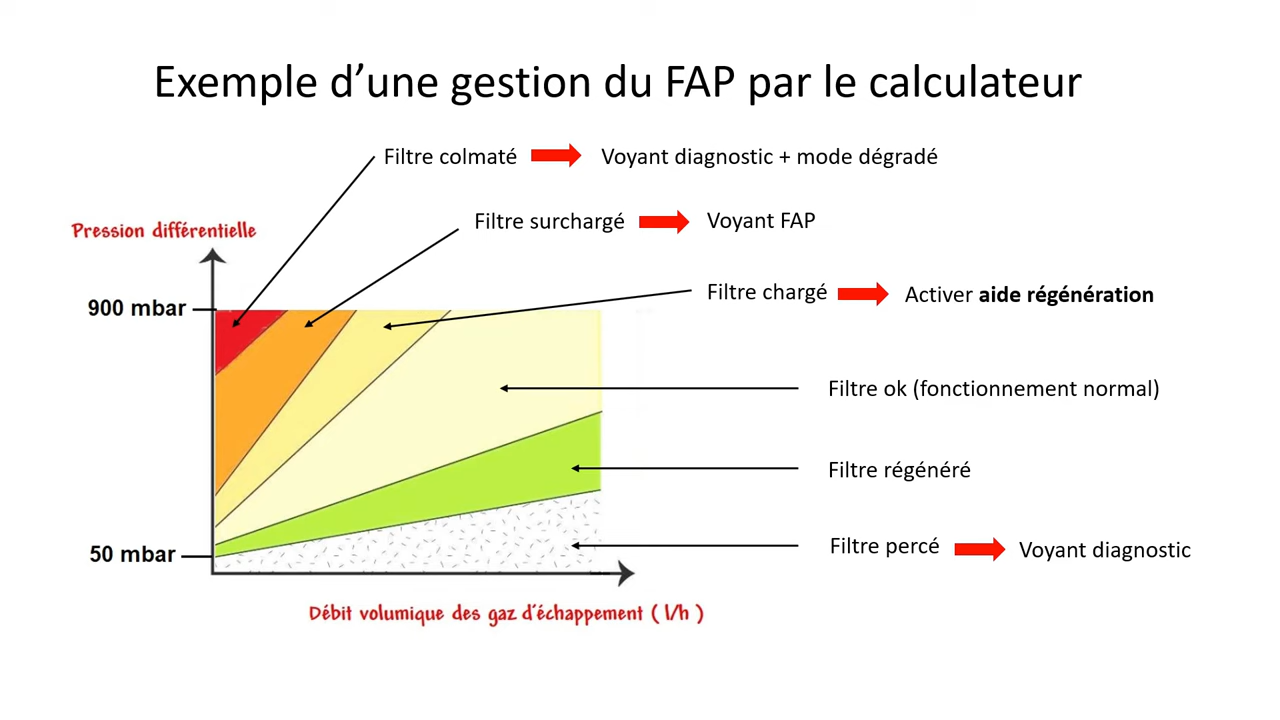 Exemple d’une gestion du FAP par le calculateur
Filtre colmaté
Voyant diagnostic + mode dégradé
Filtre surchargé
Voyant FAP
Pression différentielle
Filtre chargé
Activer aide régénération
900 mbar
Filtre ok (fonctionnement normal)
Filtre régénéré
50 mbar
Filtre percé
Voyant diagnostic
Débit volumique des gaz d'échappement ( l/h )